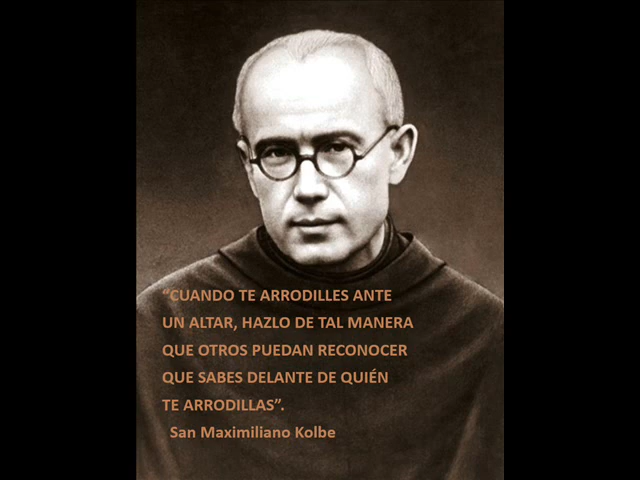 “CUANDO TE ARRODILLES ANTE
UN ALTAR, HAZLO DE TAL MANERA
QUE OTROS PUEDAN RECONOCER
QUE SABES DELANTE DE QUIÉN
TE ARRODILLAS”.
San Maximiliano Kolbe